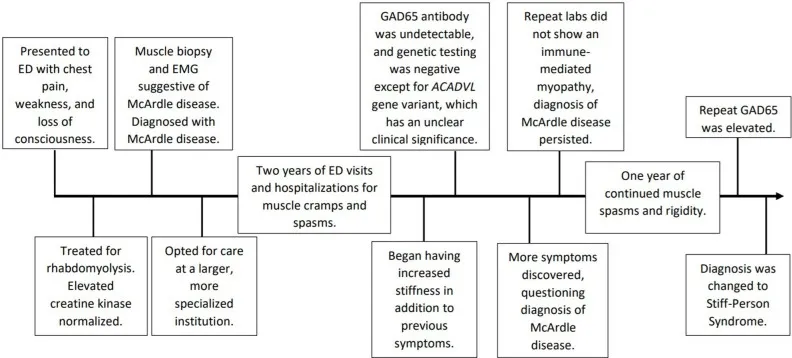 Presented to
ED with chest
pain,
weakness, and
loss of
consciousness.
Treated for
rhabdomyolysis.
Elevated
creatine kinase
normalized.
Muscle biopsy
and EMG
suggestive of
McArdle disease.
Diagnosed with
McArdle disease.
Opted for care
at a larger,
more
specialized
institution.
Two years of ED visits
and hospitalizations for
muscle cramps and
spasms.
Began having
increased
stiffness in
addition to
previous
symptoms.
GAD65 antibody
was undetectable,
and genetic testing
was negative
except for ACADVL
gene variant, which
has an unclear
clinical significance.
More symptoms
discovered,
questioning
diagnosis of
McArdle
disease.
Repeat labs did
not show an
immune-
mediated
myopathy,
diagnosis of
McArdle disease
persisted.
One year of
continued muscle
spasms and rigidity.
Repeat GAD65
was elevated.
Diagnosis was
changed to
Stiff-Person
Syndrome.